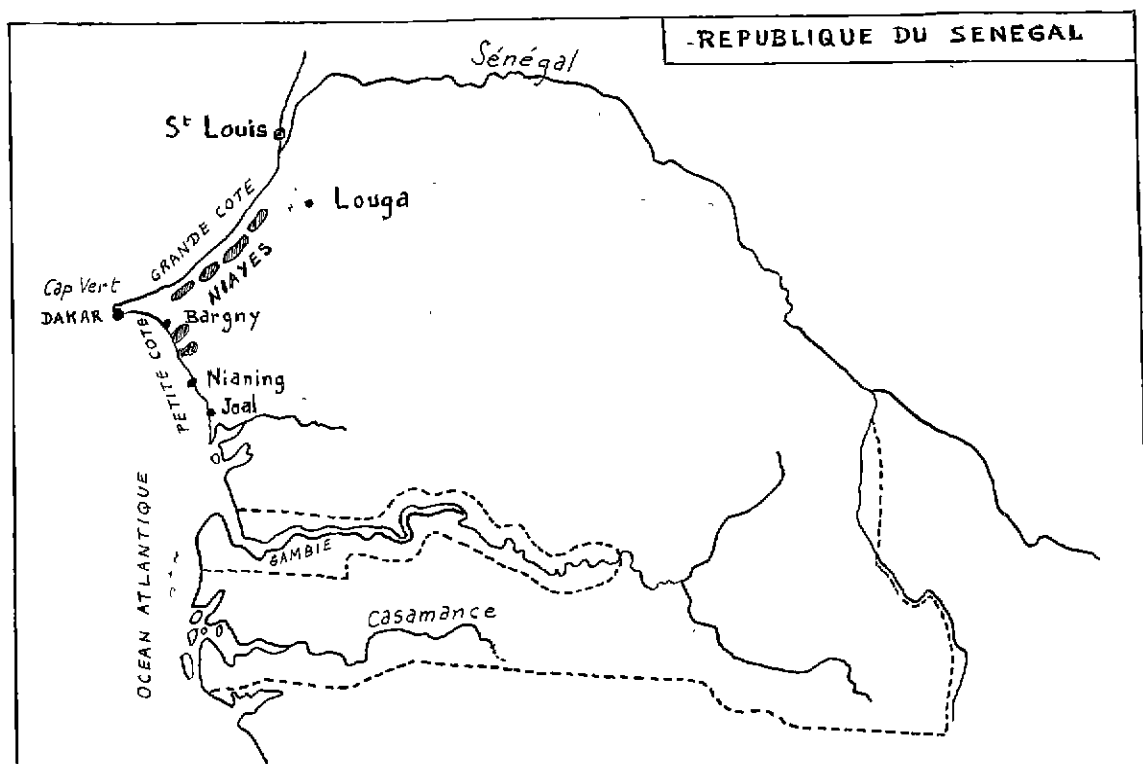 -REPUBLIQUE DU SENEGAL
Sénégal
St Louis
Louga
GRANDE COTE
NIAYES
Cap Vert
DAKAR
Bargny
PETITE COTE
Nianing
Joal
OCEAN ATLANTIQUE
GAMBIE
Casamance